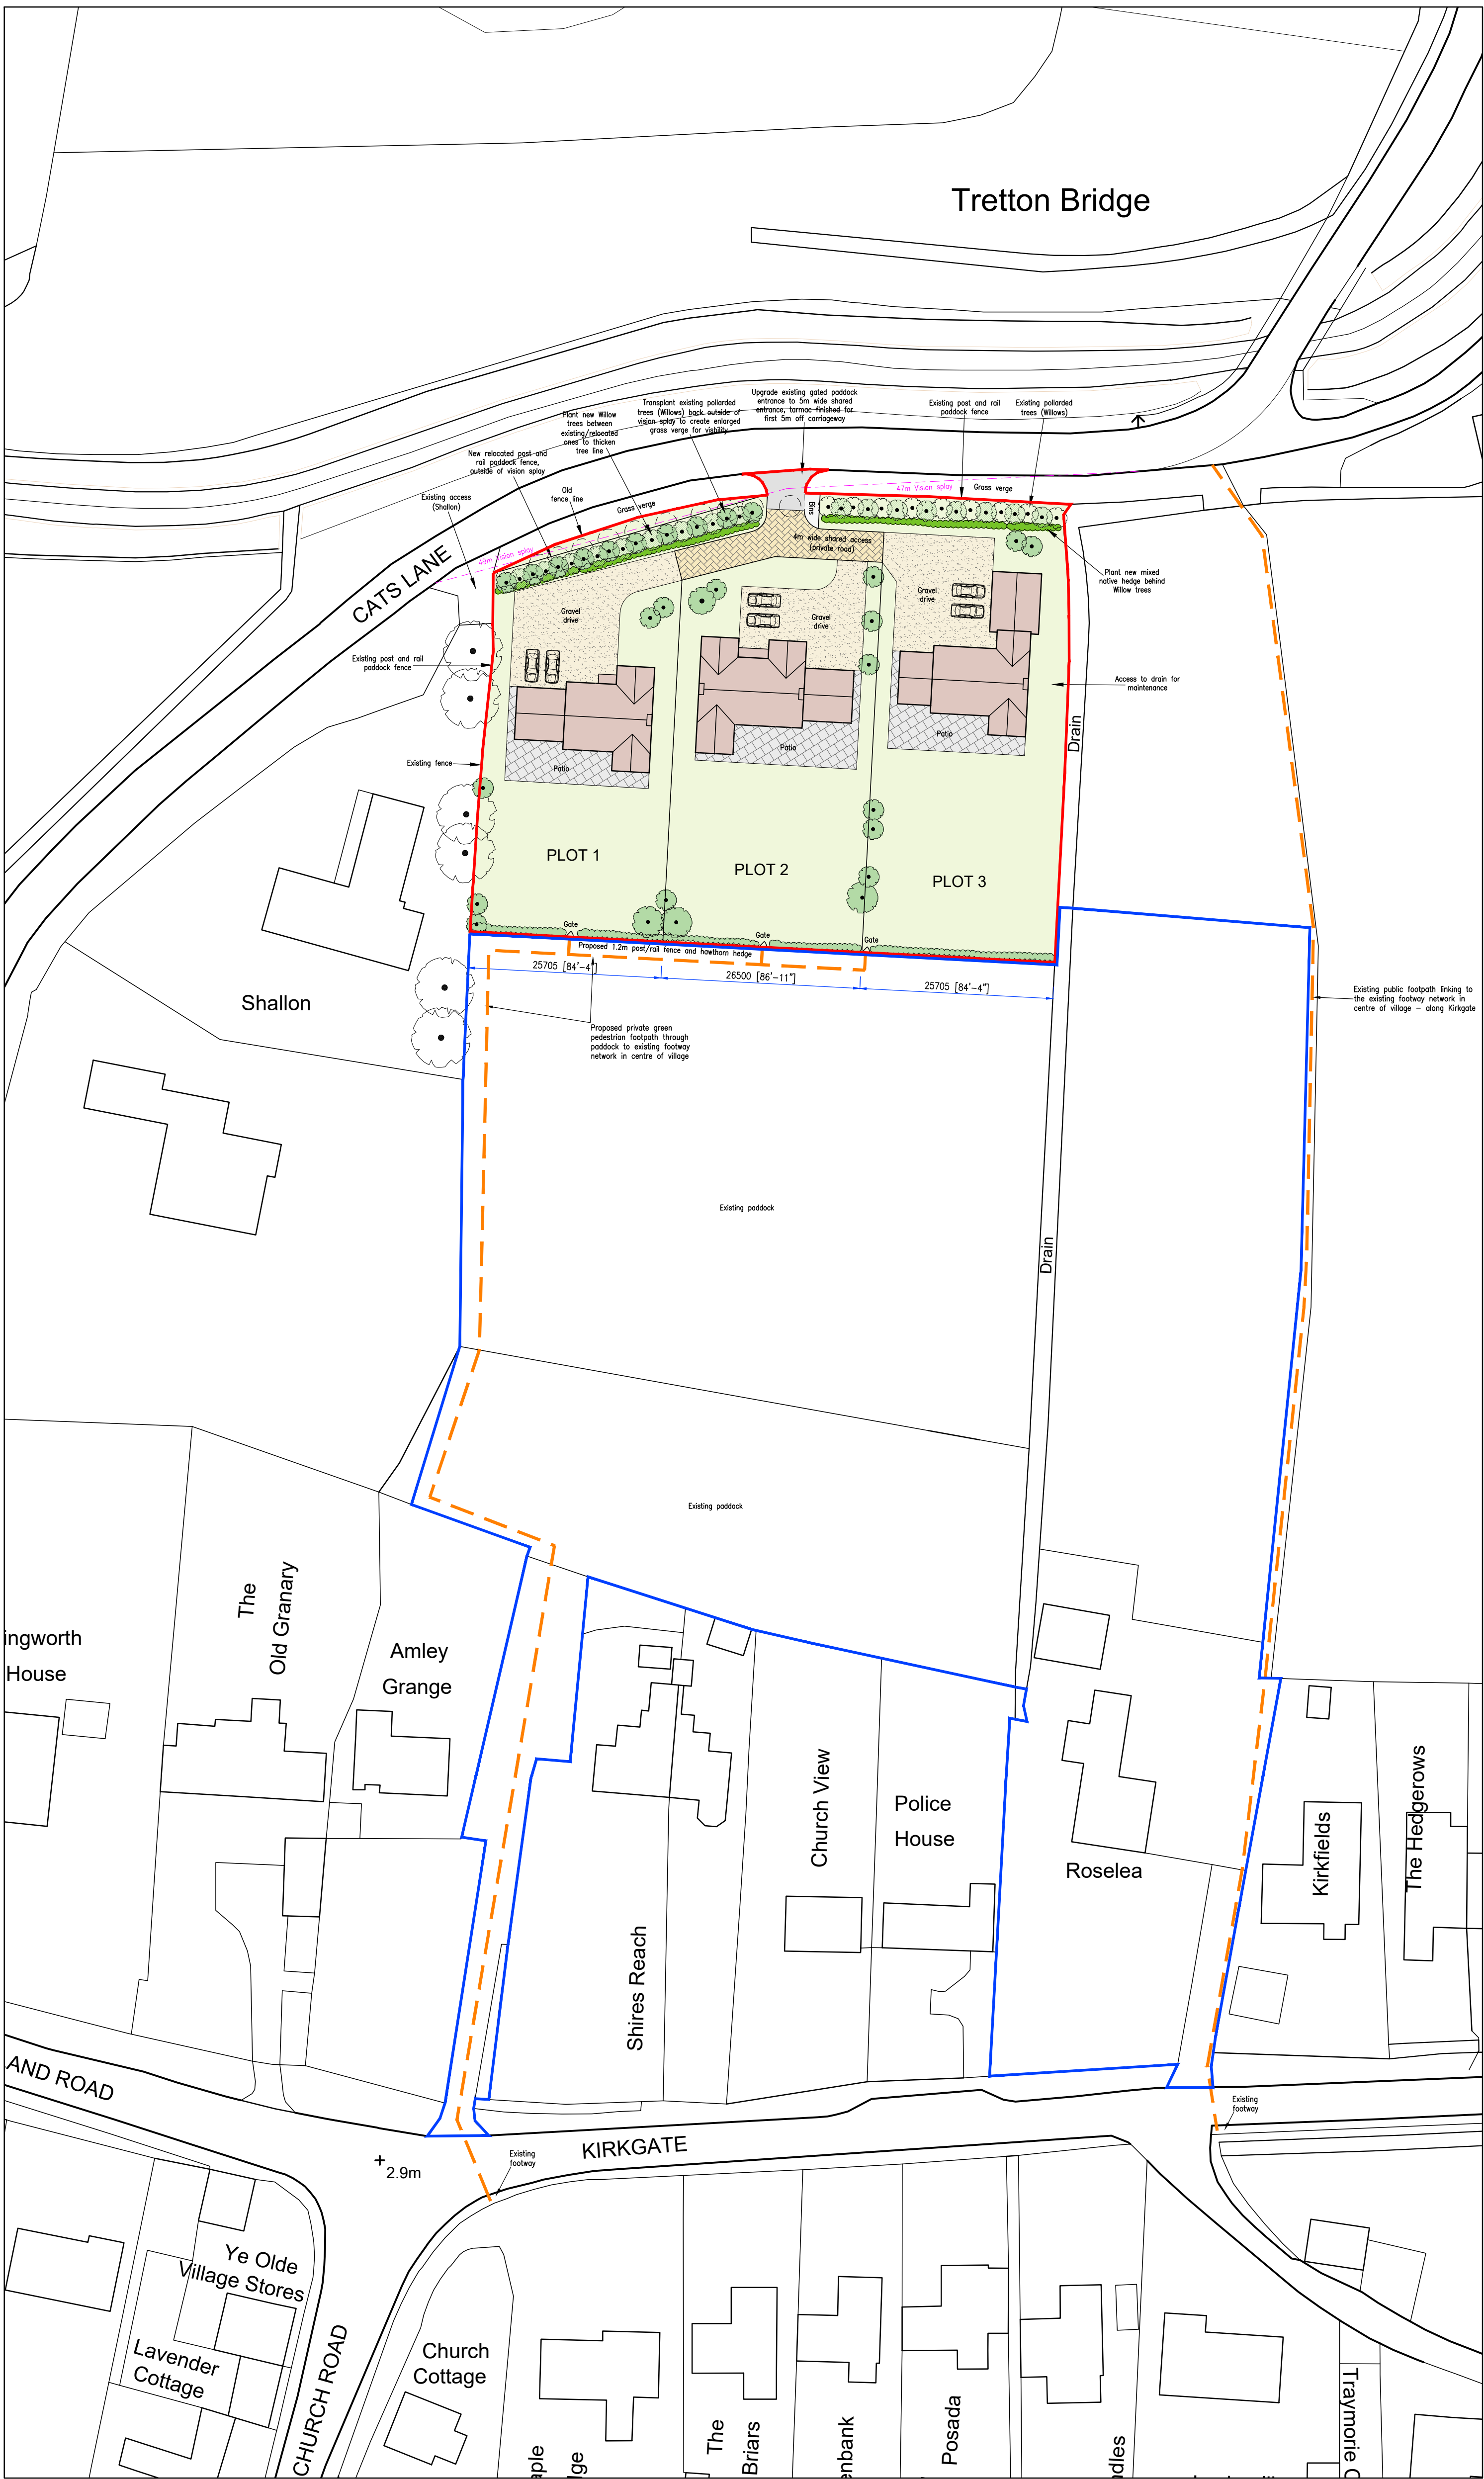 Tretton Bridge
Upgrade existing gated paddock
entrance to 5m wide shared
entrance, tarmac finished for
first 5m off carriageway
Transplant existing pollarded
trees (Willows) back outside of
vision splay to create enlarged
grass verge for visbility
Existing post and rail
paddock fence
Existing pollarded
trees (Willows)
Plant new Willow
trees between
existing/relocated
ones to thicken
tree line
New relocated post and
rail paddock fence,
outside of vision splay
Old
fence line
Existing access
(Shallon)
Grass verge
47m Vision splay
Grass verge
Bins
49m Vision splay
CATS LANE
4m wide shared access
(private road)
Plant new mixed
native hedge behind
Willow trees
Gravel
drive
Gravel
drive
Gravel
drive
Existing post and rail
paddock fence
Access to drain for
maintenance
Drain
Existing fence
Patio
Patio
Patio
PLOT 1
PLOT 2
PLOT 3
Gate
Gate
Gate
Proposed 1.2m post/rail fence and hawthorn hedge
25705 [84'-4"]
26500 [86'-11"]
25705 [84'-4"]
Shallon
Existing public footpath linking to
the existing footway network in
centre of village - along Kirkgate
Proposed private green
pedestrian footpath through
paddock to existing footway
network in centre of village
Existing paddock
Drain
Existing paddock
ingworth
House
The
Old Granary
Amley
Grange
Shires Reach
Church View
Police
House
Roselea
Kirkfields
The Hedgerows
AND ROAD
KIRKGATE
Existing
footway
Existing
footway
2.9m
Ye Olde
Village Stores
Lavender
Cottage
CHURCH ROAD
Church
Cottage
aple
dge
The
Briars
enbank
Posada
ndles
Traymorie C